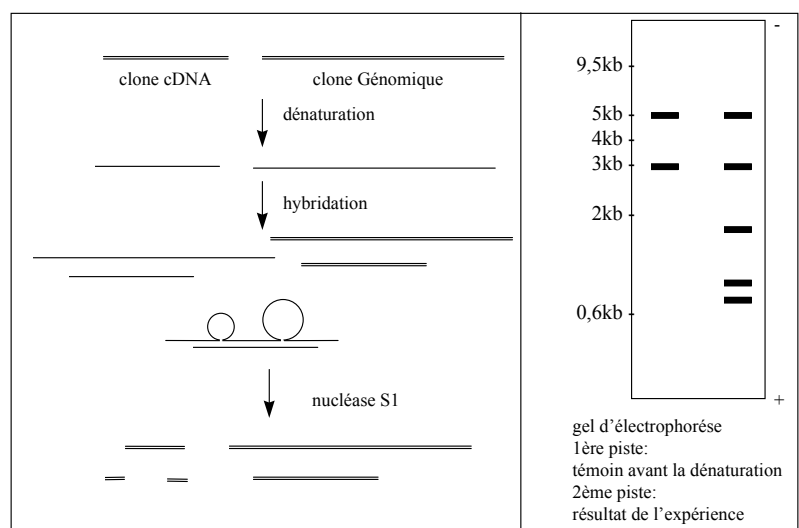 clone cDNA
clone Génomique
dénaturation
hybridation
nucléase S1
-
9,5kb
5kb
4kb
3kb
2kb
0,6kb
+
gel d'électrophorése
1ère piste:
témoin avant la dénaturation
2ème piste:
résultat de l'expérience